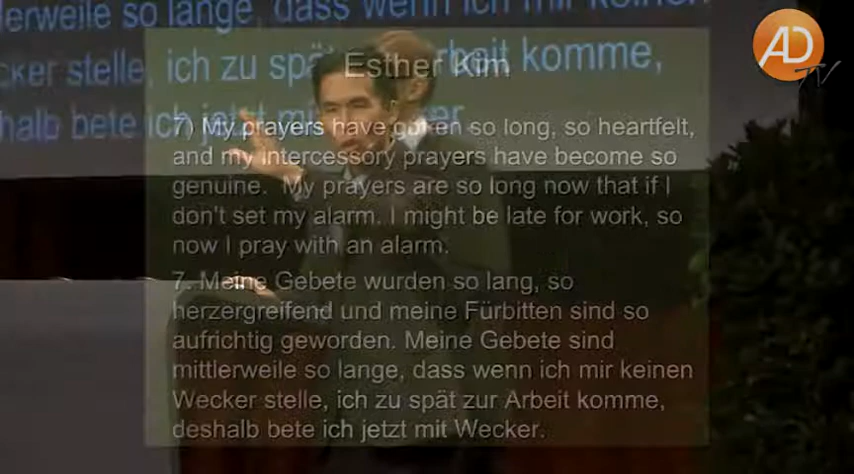 so lange, dass wenn ich mir keinen
stelle, ich zu spät Arbeit komme,
bete ich jetzt mit
AD
TV
Esther Kim
7) My prayers have gotten so long, so heartfelt,
and my intercessory prayers have become so
genuine. My prayers are so long now that if I
don't set my alarm. I might be late for work, so
now I pray with an alarm.
7. Meine Gebete wurden so lang, so
herzergreifend und meine Fürbitten sind so
aufrichtig geworden. Meine Gebete sind
mittlerweile so lange, dass wenn ich mir keinen
Wecker stelle, ich zu spät zur Arbeit komme,
deshalb bete ich jetzt mit Wecker.